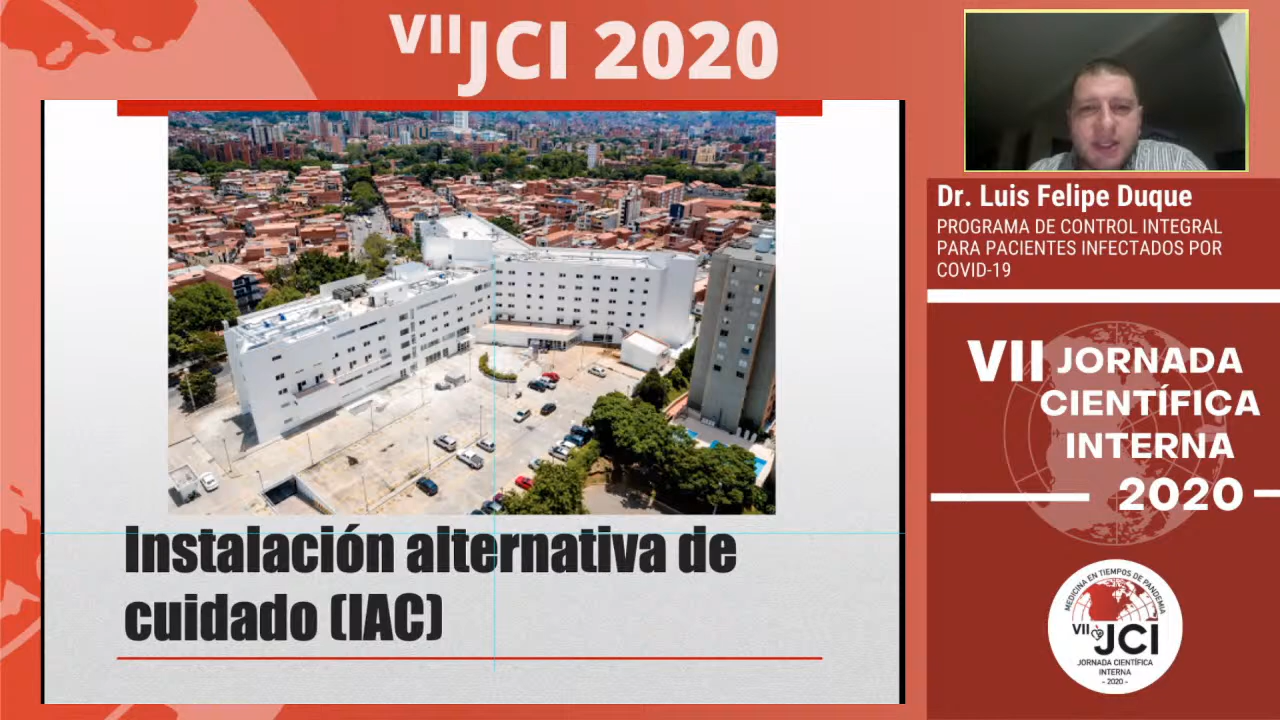 VII JCI 2020
Instalación alternativa de
cuidado (IAC)
Dr. Luis Felipe Duque
PROGRAMA DE CONTROL INTEGRAL
PARA PACIENTES INFECTADOS POR
COVID-19
VII JORNADA
CIENTÍFICA
INTERNA
2020
MEDICINA EN TIEMPOS DE PANDEMIA
VII JCI
JORNADA CIENTÍFICA
INTERNA
- 2020 -